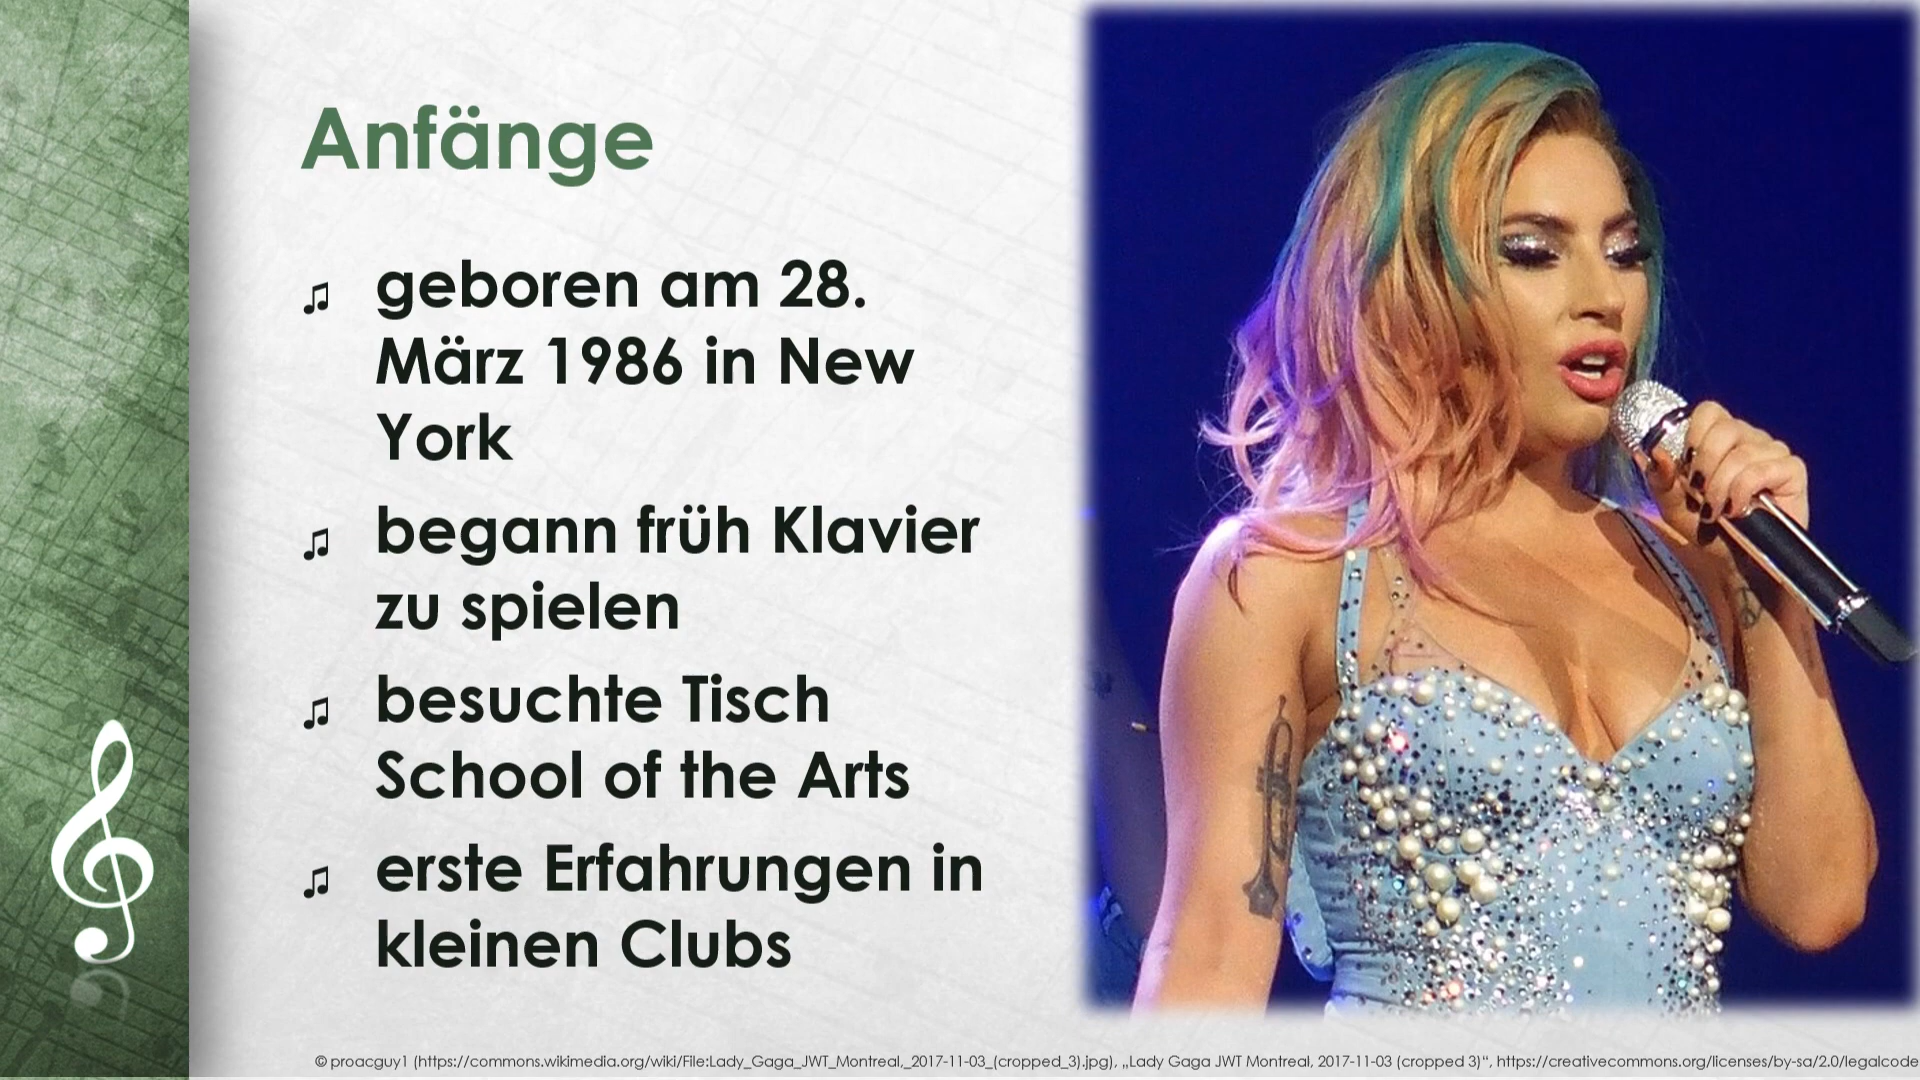 Anfänge
♫ geboren am 28.
März 1986 in New
York
♫ begann früh Klavier
zu spielen
♫ besuchte Tisch
School of the Arts
♫ erste Erfahrungen in
kleinen Clubs
© proacguy1 (https://commons.wikimedia.org/wiki/File:Lady_Gaga_JWT_Montreal,_2017-11-03_(cropped_3).jpg), „Lady Gaga JWT Montreal, 2017-11-03 (cropped 3)“, https://creativecommons.org/licenses/by-sa/2.0/legalcode